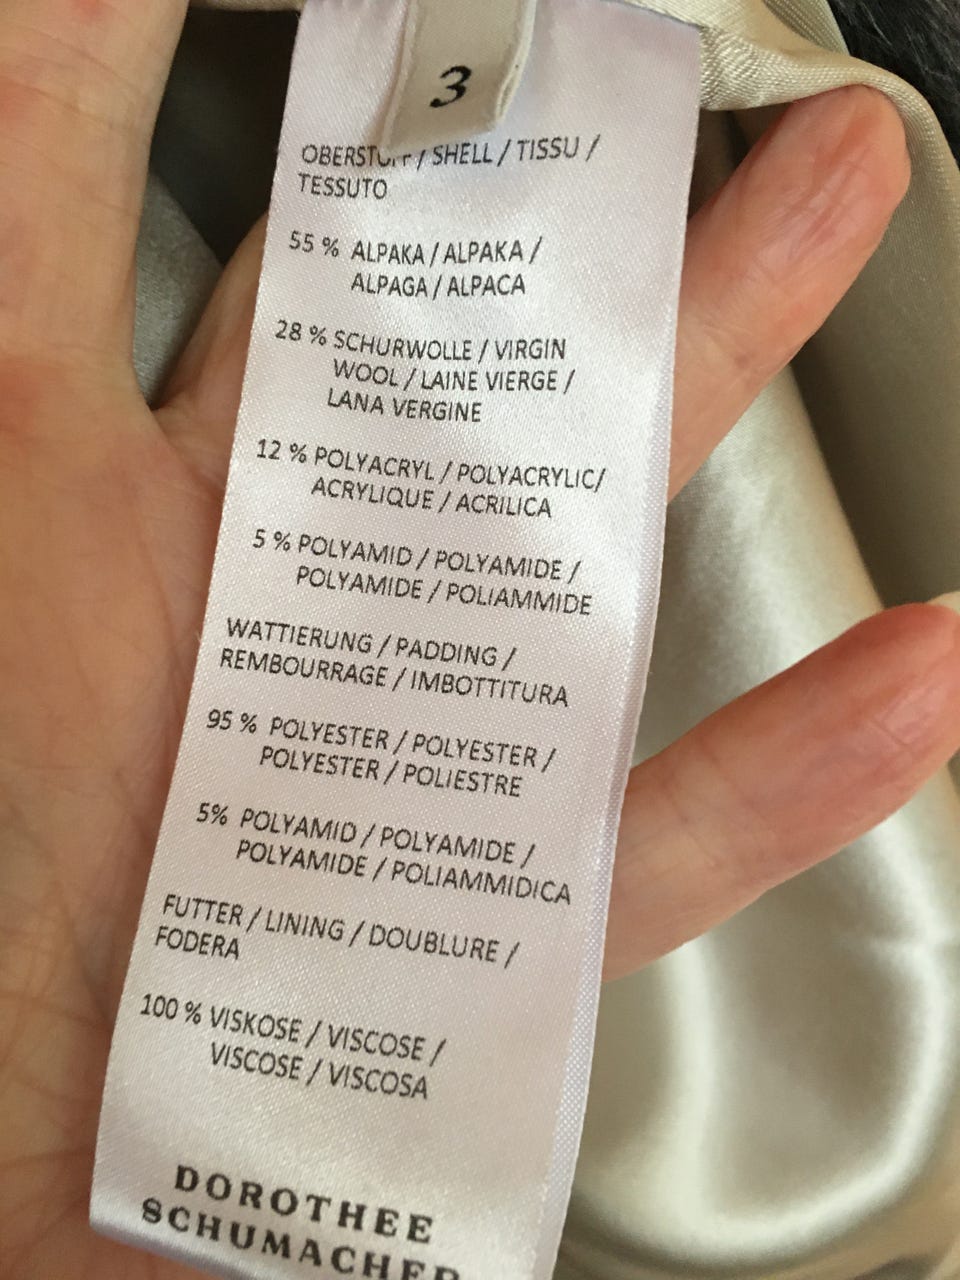 3
OBERSTOFF / SHELL / TISSU /
TESSUTO
55 % ALPAKA / ALPAKA /
ALPAGA / ALPACA
28 % SCHURWOLLE / VIRGIN
WOOL / LAINE VIERGE /
LANA VERGINE
12 % POLYACRYL / POLYACRYLIC/
ACRYLIQUE / ACRILICA
5 % POLYAMID / POLYAMIDE /
POLYAMIDE / POLIAMMIDE
WATTIERUNG / PADDING /
REMBOURRAGE / IMBOTTITURA
95 % POLYESTER / POLYESTER /
POLYESTER / POLIESTRE
5% POLYAMID / POLYAMIDE /
POLYAMIDE / POLIAMMIDICA
FUTTER / LINING / DOUBLURE /
FODERA
100 % VISKOSE / VISCOSE /
VISCOSE / VISCOSA
DOROTHEE
SCHUMACHER